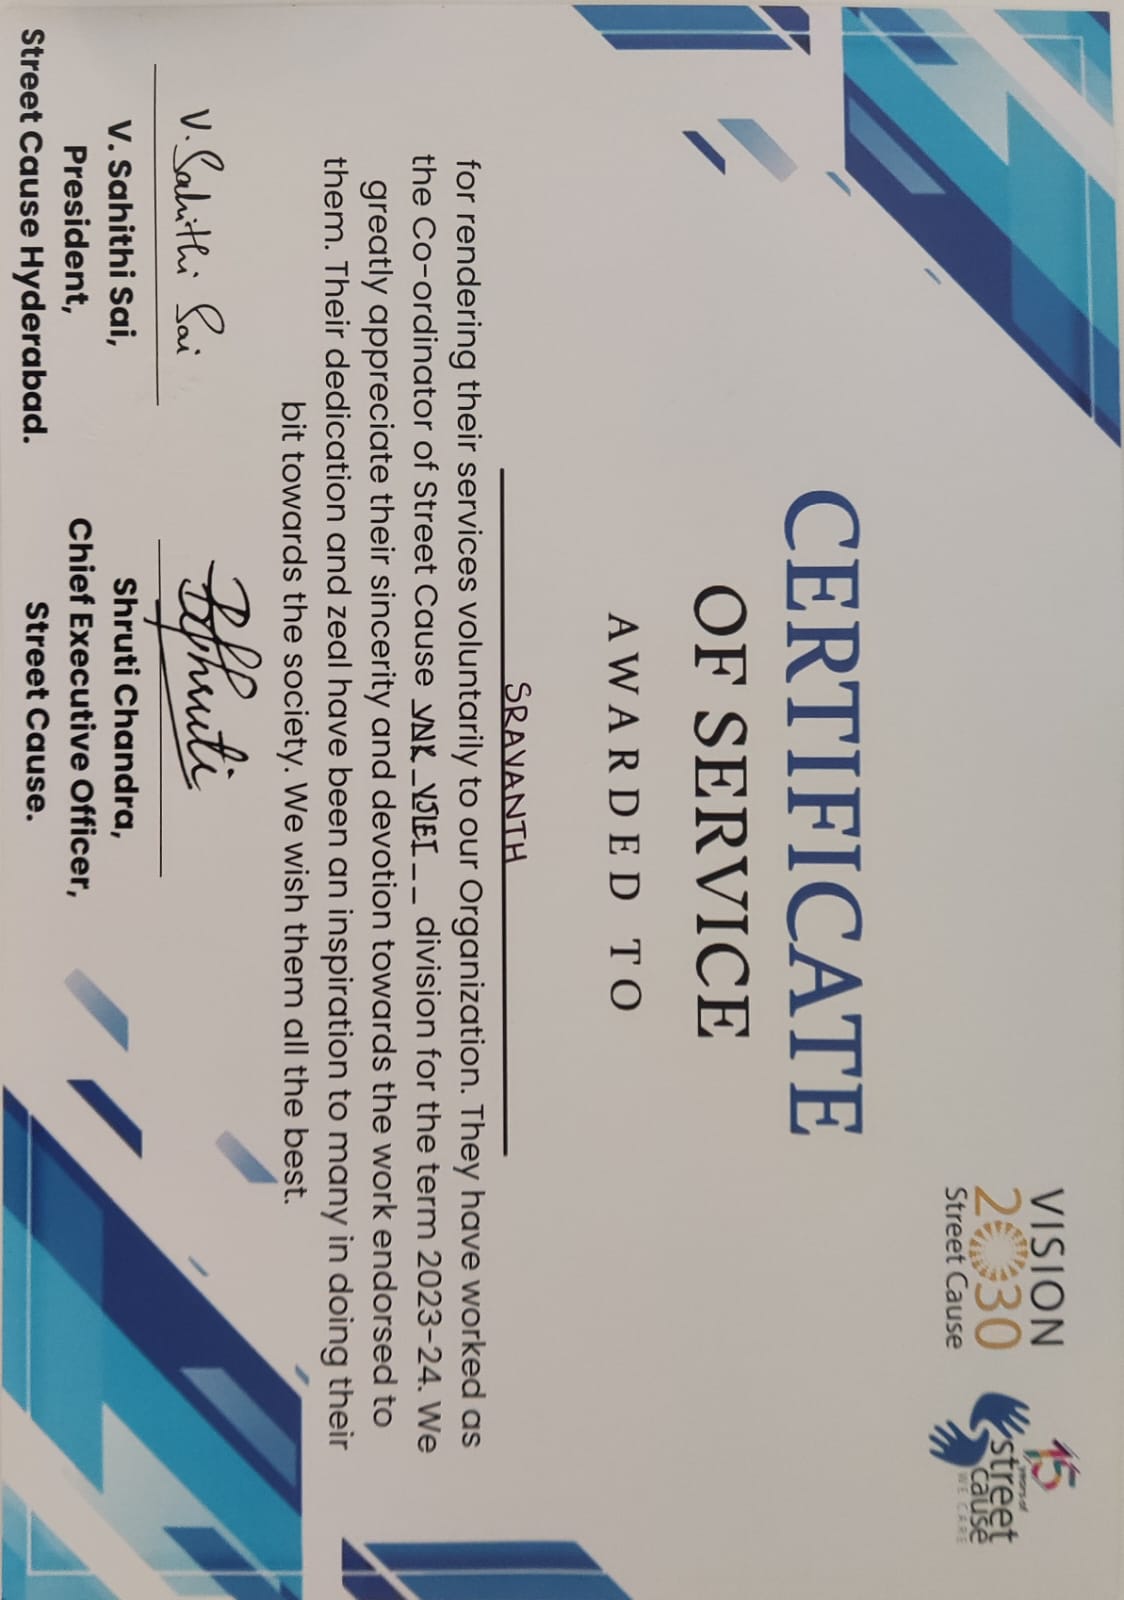 VISION
2030
Street Cause
15
years of
street
cause
WE CARE
CERTIFICATE
OF SERVICE
AWARDED TO
SRAVANTH
for rendering their services voluntarily to our Organization. They have worked as
the Co-ordinator of Street Cause VNR_VJIET__ division for the term 2023-24. We
greatly appreciate their sincerity and devotion towards the work endorsed to
them. Their dedication and zeal have been an inspiration to many in doing their
bit towards the society. We wish them all the best.
V. Sahithi Sai
V. Sahithi Sai,
President,
Street Cause Hyderabad.
Shruti Chandra,
Chief Executive Officer,
Street Cause.